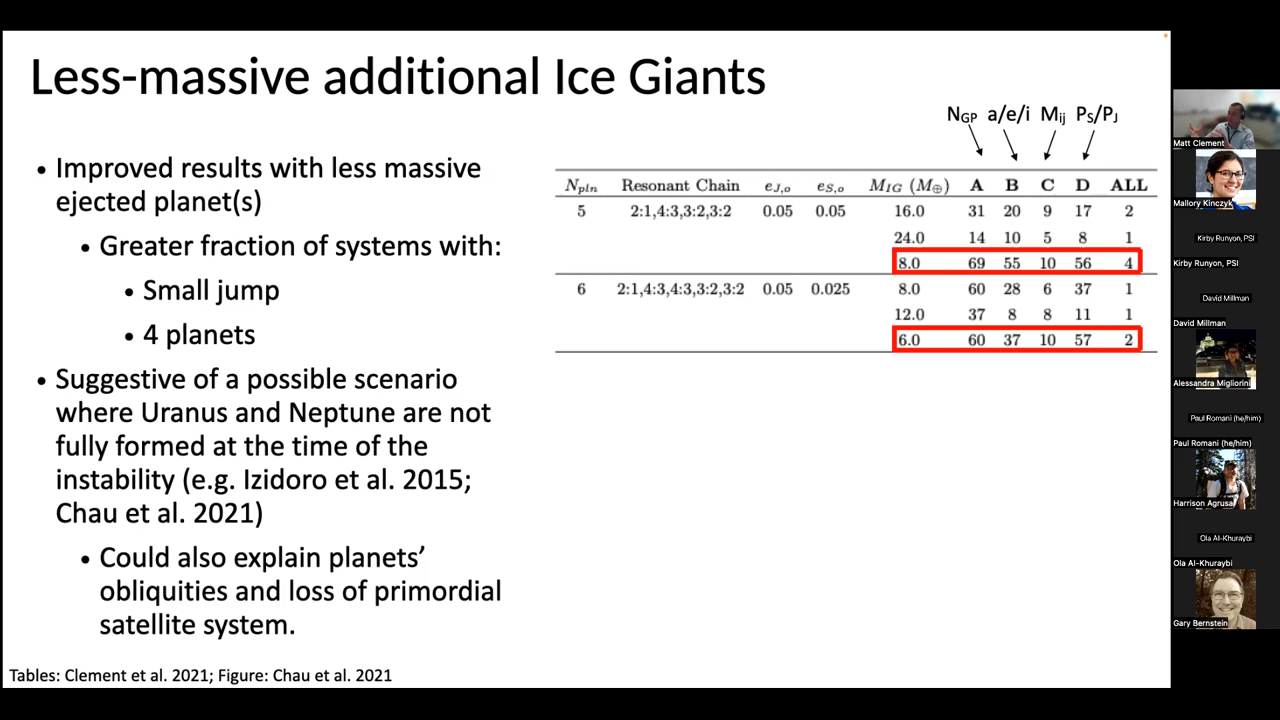 Less-massive additional Ice Giants
• Improved results with less massive
ejected planet(s)
• Greater fraction of systems with:
• Small jump
• 4 planets
• Suggestive of a possible scenario
where Uranus and Neptune are not
fully formed at the time of the
instability (e.g. Izidoro et al. 2015;
Chau et al. 2021)
• Could also explain planets’
obliquities and loss of primordial
satellite system.
N_GP a/e/i M_ij P_S/P_J
N_pln Resonant Chain e_J,o e_S,o M_IG (M_⊕) A B C D ALL
5 2:1,4:3,3:2,3:2 0.05 0.05 16.0 31 20 9 17 2
24.0 14 10 5 8 1
8.0 69 55 10 56 4
6 2:1,4:3,4:3,3:2,3:2 0.05 0.025 8.0 60 28 6 37 1
12.0 37 8 8 11 1
6.0 60 37 10 57 2
Tables: Clement et al. 2021; Figure: Chau et al. 2021
Matt Clement
Mallory Kinczyk
Kirby Runyon, PSI
Kirby Runyon, PSI
David Millman
David Millman
Alessandra Migliorini
Paul Romani (he/him)
Paul Romani (he/him)
Harrison Agrusa
Ola Al-Khuraybi
Ola Al-Khuraybi
Gary Bernstein